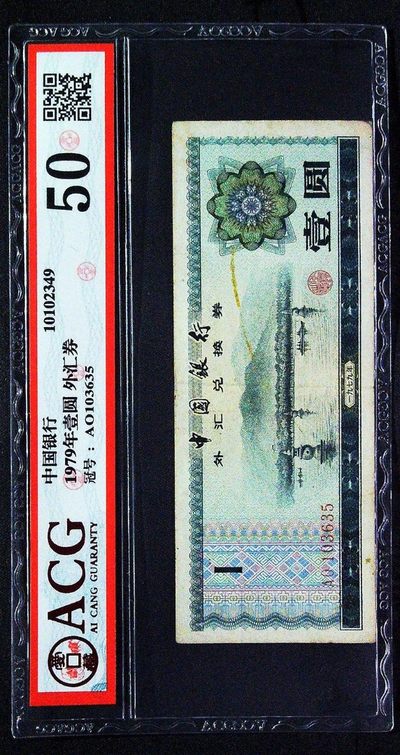 ACG
AI CANG GUARANTY
中国银行
10102349
1979年·壹圆 外汇券
冠号：AO103635
50
中国银行
外汇兑换券
壹圆
一九七九年
1
AO103635